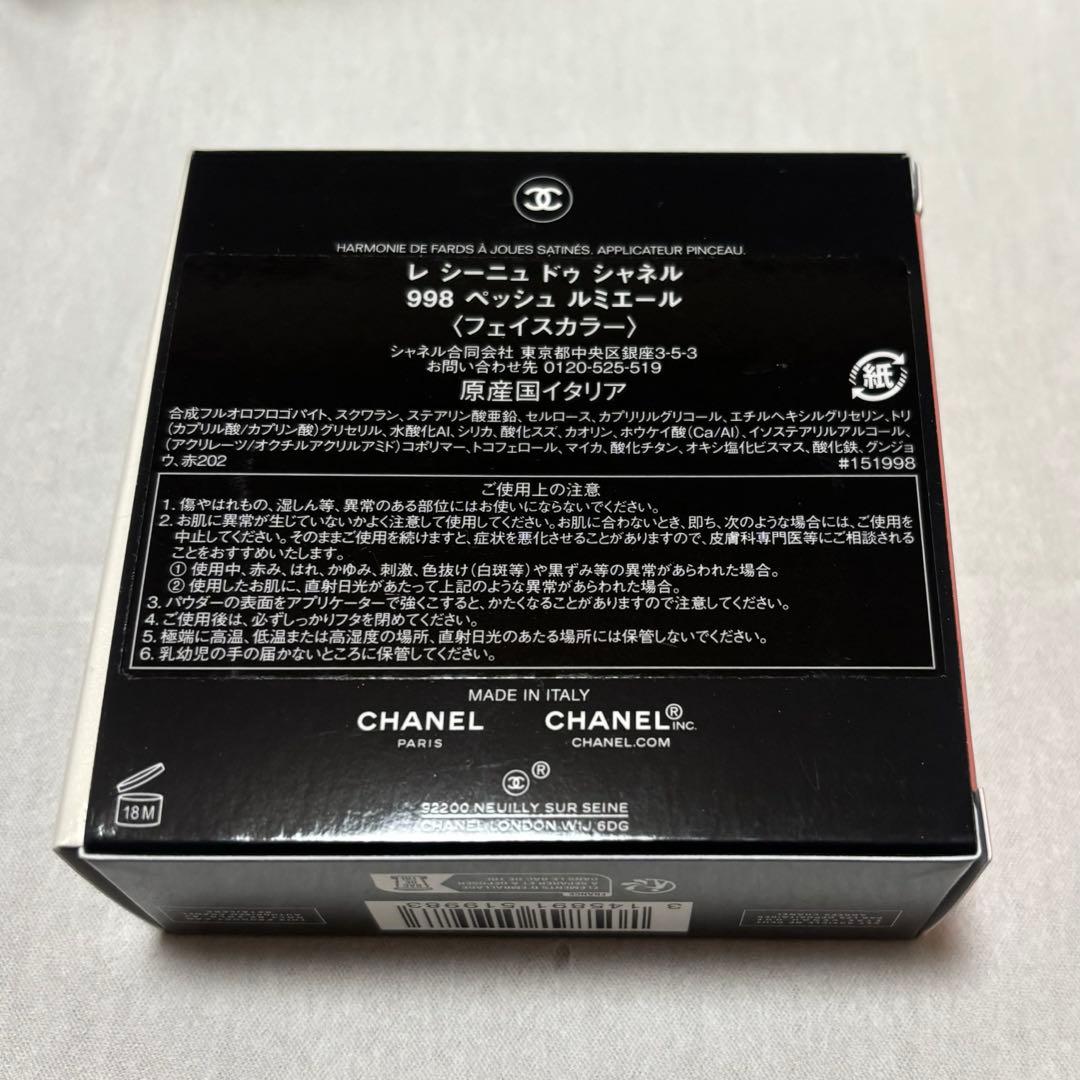 HARMONIE DE FARDS À JOUES SATINÉS. APPLICATEUR PINCEAU.
レ シーニュ ドゥ シャネル
998 ペッシュ ルミエール
〈フェイスカラー〉
シャネル合同会社 東京都中央区銀座3-5-3
お問い合わせ先 0120-525-519
原産国イタリア
紙
合成フルオロフロゴパイト、スクワラン、ステアリン酸亜鉛、セルロース、カプリリルグリコール、エチルヘキシルグリセリン、トリ
(カプリル酸/カプリン酸)グリセリル、水酸化Al、シリカ、酸化スズ、カオリン、ホウケイ酸(Ca/Al)、イソステアリルアルコール、
(アクリレーツ/オクチルアクリルアミド)コポリマー、トコフェロール、マイカ、酸化チタン、オキシ塩化ビスマス、酸化鉄、グンジョ
ウ、赤202
#151998
ご使用上の注意
1. 傷やはれもの、湿しん等、異常のある部位にはお使いにならないでください。
2. お肌に異常が生じていないかよく注意して使用してください。お肌に合わないとき、即ち、次のような場合には、ご使用を
中止してください。そのままご使用を続けますと、症状を悪化させることがありますので、皮膚科専門医等にご相談される
ことをおすすめいたします。
① 使用中、赤み、はれ、かゆみ、刺激、色抜け(白斑等)や黒ずみ等の異常があらわれた場合。
② 使用したお肌に、直射日光があたって上記のような異常があらわれた場合。
3. パウダーの表面をアプリケーターで強くこすると、かたくなることがありますので注意してください。
4. ご使用後は、必ずしっかりフタを閉めてください。
5. 極端に高温、低温または高湿度の場所、直射日光のあたる場所には保管しないでください。
6. 乳幼児の手の届かないところに保管してください。
MADE IN ITALY
CHANEL CHANEL® INC.
PARIS CHANEL.COM
®
18 M
92200 NEUILLY SUR SEINE
CHANEL LONDON W1J 6DG
FRANCE
ÉLÉMENTS D'EMBALLAGE
À SÉPARER ET À DÉPOSER
DANS LE BAC DE TRI
BAC
DE
TRI
3 145891 519983